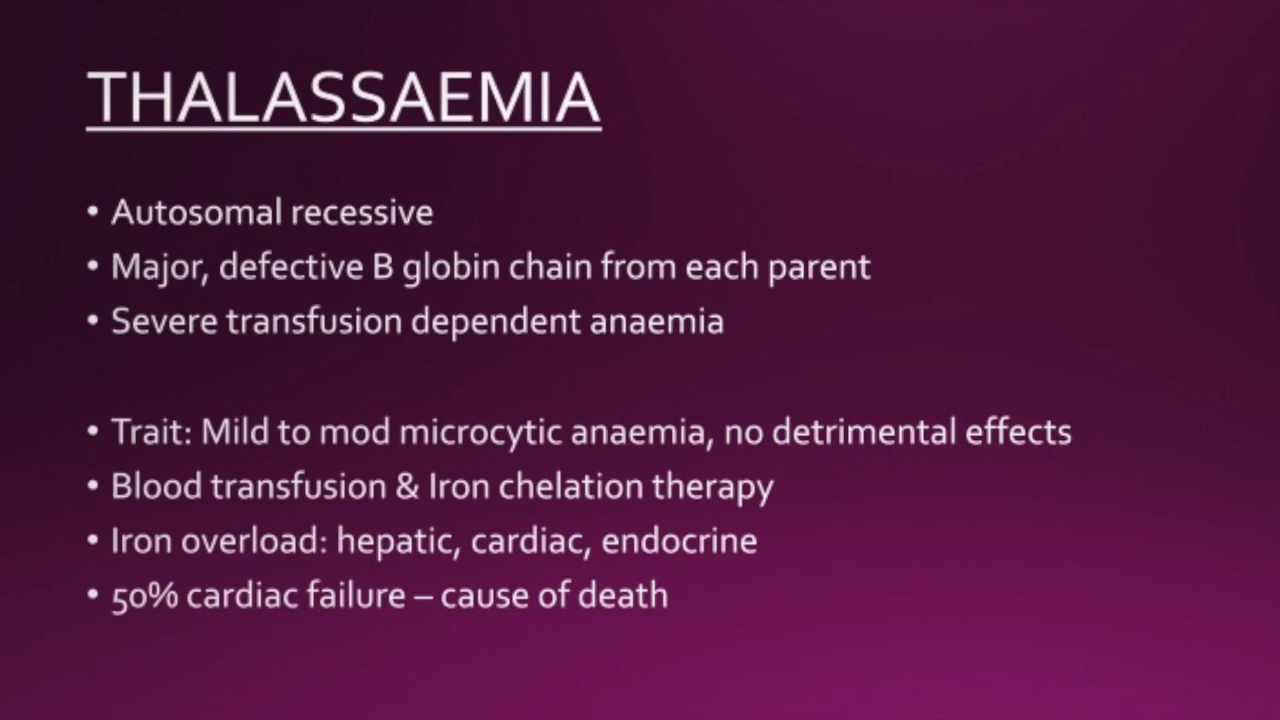 THALASSAEMIA
• Autosomal recessive
• Major, defective B globin chain from each parent
• Severe transfusion dependent anaemia
• Trait: Mild to mod microcytic anaemia, no detrimental effects
• Blood transfusion & Iron chelation therapy
• Iron overload: hepatic, cardiac, endocrine
• 50% cardiac failure – cause of death